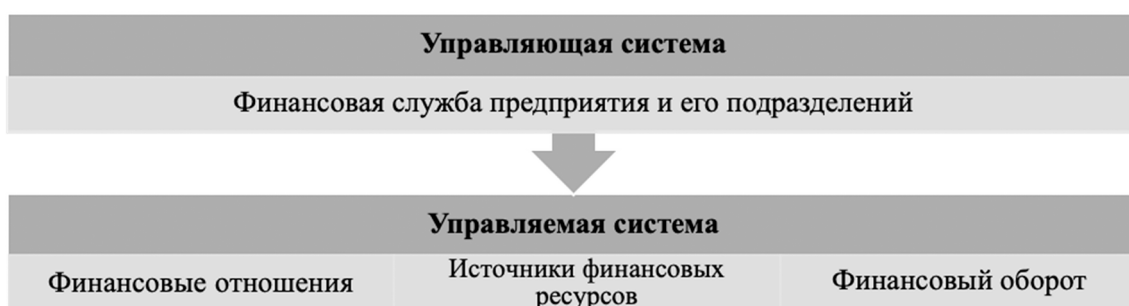 Управляющая система
Финансовая служба предприятия и его подразделений
Управляемая система
Финансовые отношения
Источники финансовых
ресурсов
Финансовый оборот